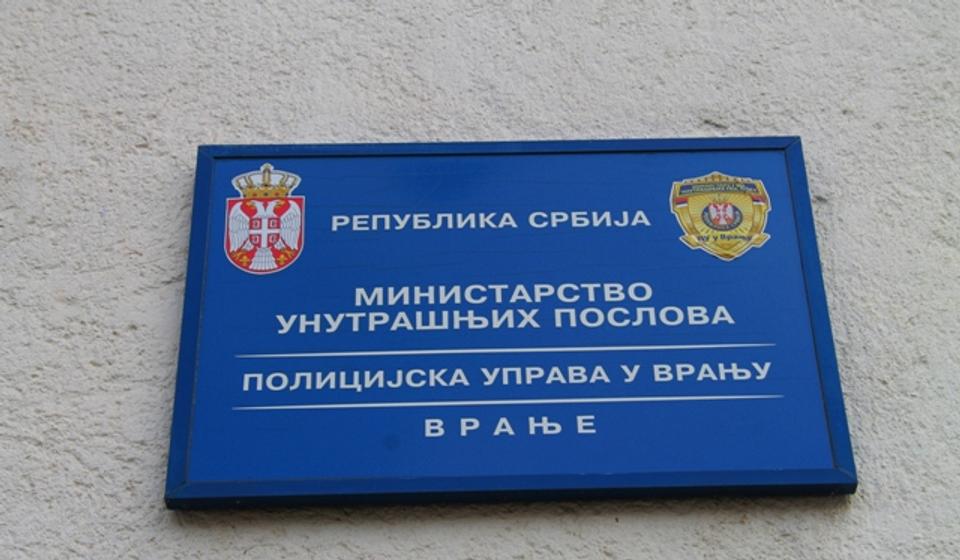 РЕПУБЛИКА СРБИЈА
МИНИСТАРСТВО
УНУТРАШЊИХ ПОСЛОВА
ПОЛИЦИЈСКА УПРАВА У ВРАЊУ
ВРАЊЕ